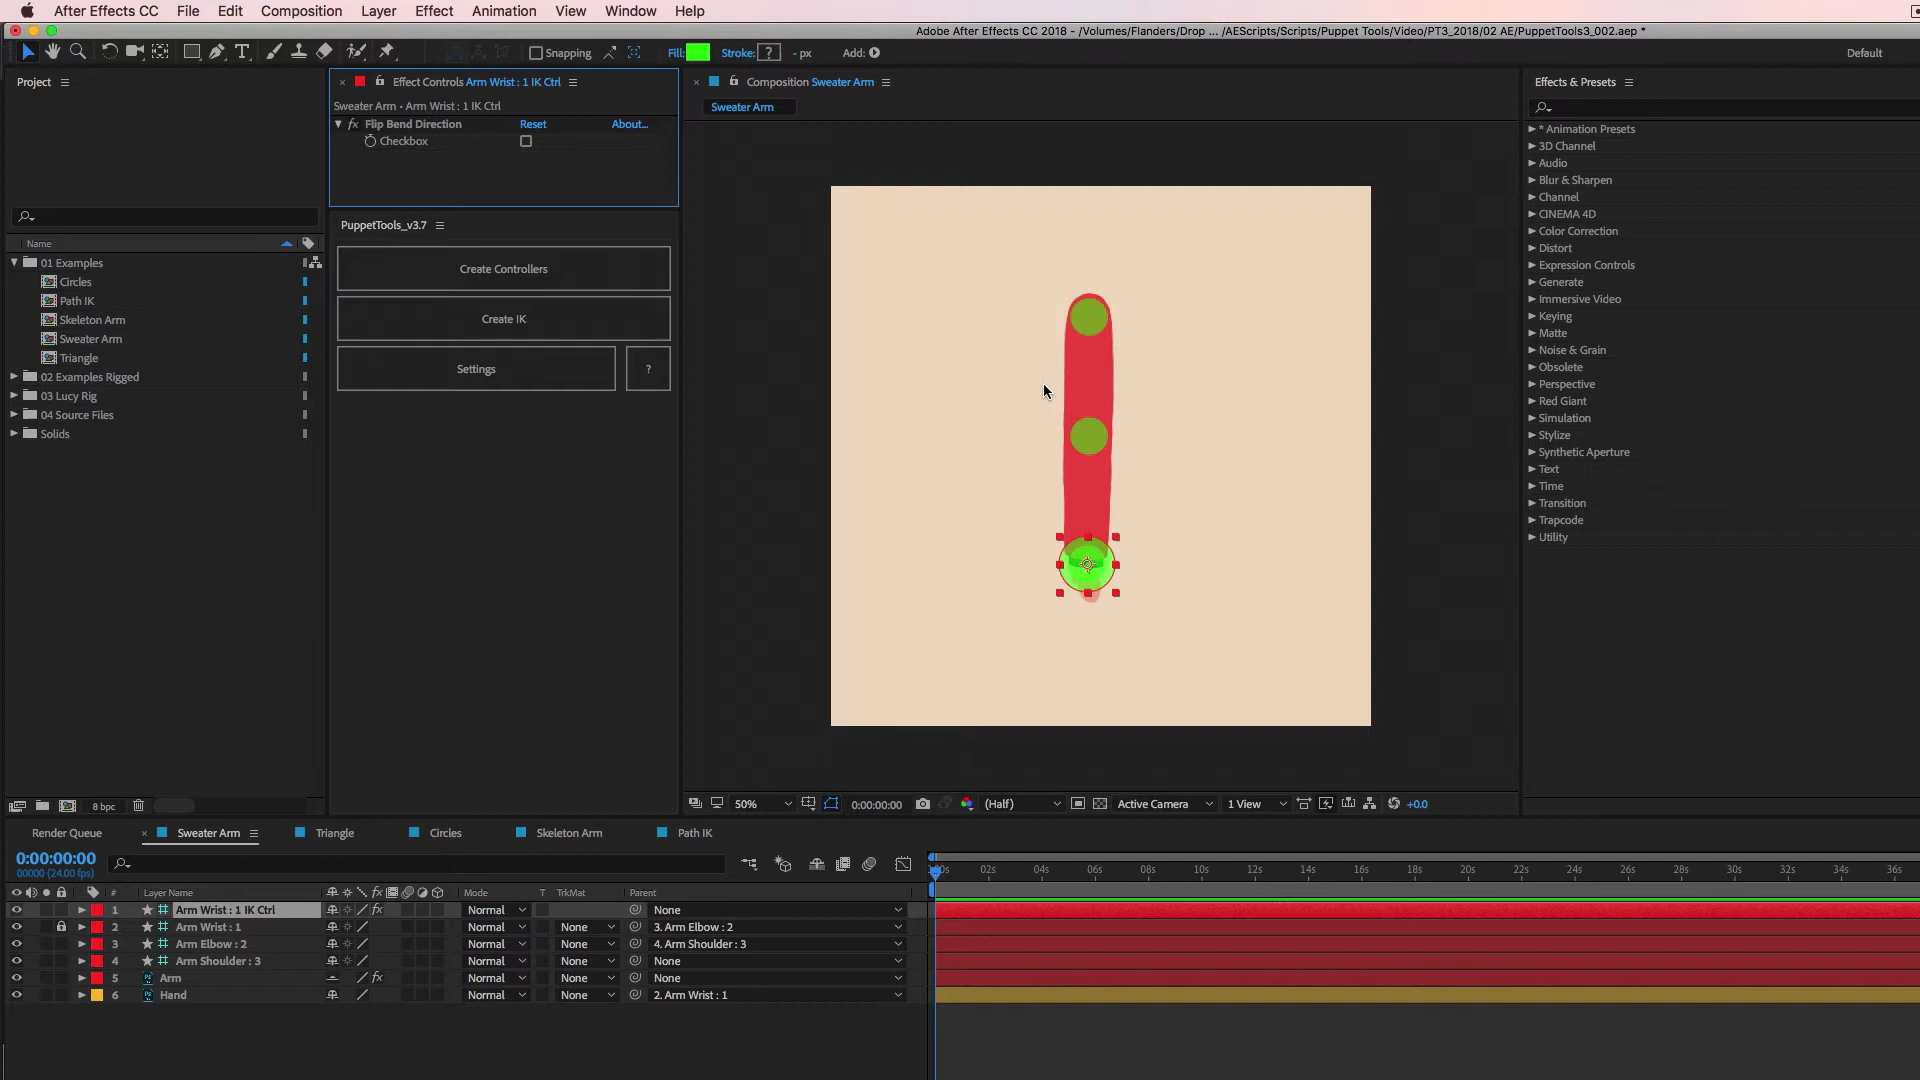 After Effects CC File Edit Composition Layer Effect Animation View Window Help
Adobe After Effects CC 2018 - /Volumes/Flanders/Drop ... /AEScripts/Scripts/Puppet Tools/Video/PT3_2018/02 AE/PuppetTools3_002.aep *
Snapping Fill: Stroke: ? - px Add: Default
Project
Effect Controls Arm Wrist : 1 IK Ctrl
Sweater Arm • Arm Wrist : 1 IK Ctrl
fx Flip Bend Direction Reset About...
Checkbox
PuppetTools_v3.7
Create Controllers
Create IK
Settings ?
Name
01 Examples
Circles
Path IK
Skeleton Arm
Sweater Arm
Triangle
02 Examples Rigged
03 Lucy Rig
04 Source Files
Solids
8 bpc
Composition Sweater Arm
Sweater Arm
50% 0:00:00:00 (Half) Active Camera 1 View +0.0
Effects & Presets
* Animation Presets
3D Channel
Audio
Blur & Sharpen
Channel
CINEMA 4D
Color Correction
Distort
Expression Controls
Generate
Immersive Video
Keying
Matte
Noise & Grain
Obsolete
Perspective
Red Giant
Simulation
Stylize
Synthetic Aperture
Text
Time
Transition
Trapcode
Utility
Render Queue Sweater Arm Triangle Circles Skeleton Arm Path IK
0:00:00:00
00000 (24.00 fps)
# Layer Name fx Mode T TrkMat Parent
1 Arm Wrist : 1 IK Ctrl fx Normal None
2 Arm Wrist : 1 Normal None 3. Arm Elbow : 2
3 Arm Elbow : 2 Normal None 4. Arm Shoulder : 3
4 Arm Shoulder : 3 Normal None None
5 Arm fx Normal None None
6 Hand Normal None 2. Arm Wrist : 1
02s 04s 06s 08s 10s 12s 14s 16s 18s 20s 22s 24s 26s 28s 30s 32s 34s 36s